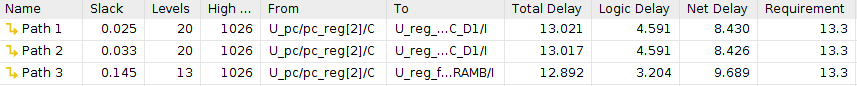 Name Slack Levels High ... From To Total Delay Logic Delay Net Delay Requirement
Path 1 0.025 20 1026 U_pc/pc_reg[2]/C U_reg_...C_D1/I 13.021 4.591 8.430 13.3
Path 2 0.033 20 1026 U_pc/pc_reg[2]/C U_reg_...C_D1/I 13.017 4.591 8.426 13.3
Path 3 0.145 13 1026 U_pc/pc_reg[2]/C U_reg_f...RAMB/I 12.892 3.204 9.689 13.3